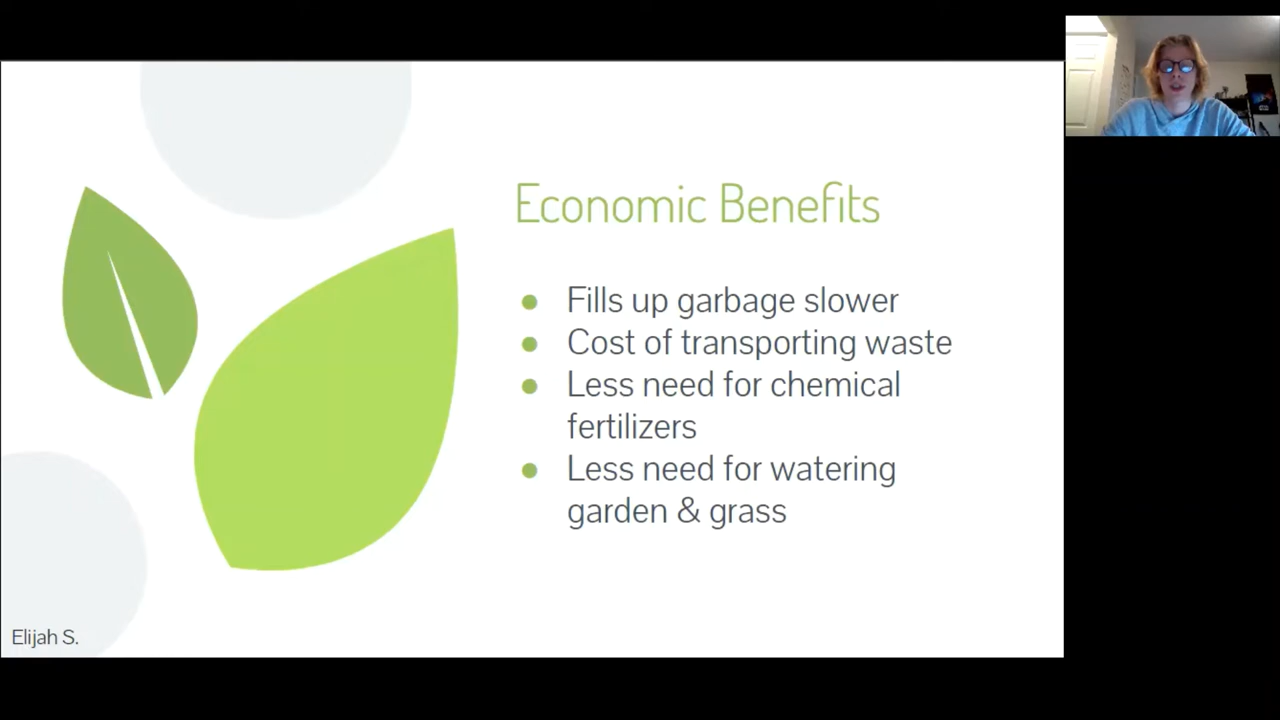 Economic Benefits
● Fills up garbage slower
● Cost of transporting waste
● Less need for chemical
fertilizers
● Less need for watering
garden & grass
Elijah S.